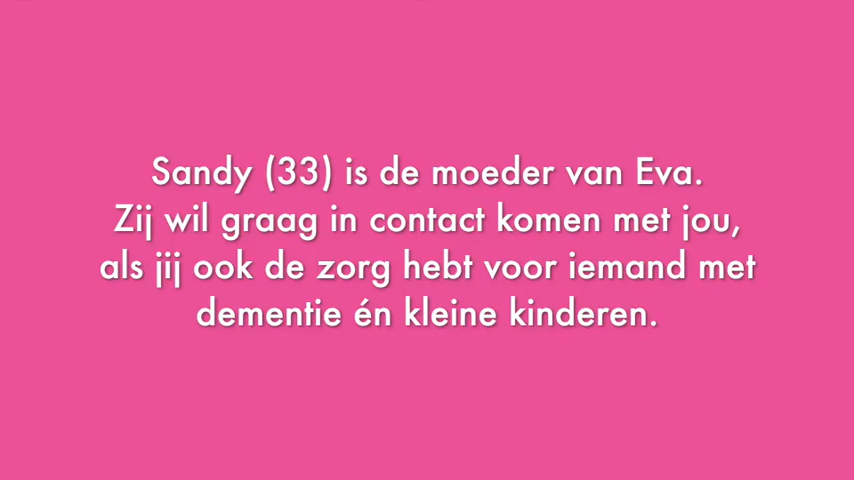 Sandy (33) is de moeder van Eva.
Zij wil graag in contact komen met jou,
als jij ook de zorg hebt voor iemand met
dementie én kleine kinderen.